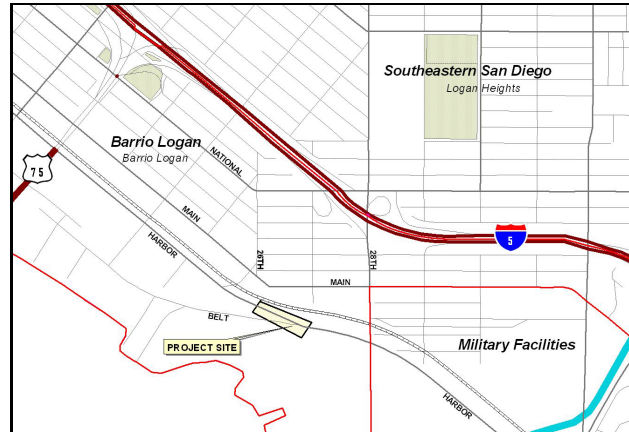 Southeastern San Diego
Logan Heights
Barrio Logan
Barrio Logan
NATIONAL
75
MAIN
HARBOR
26TH
28TH
5
MAIN
BELT
PROJECT SITE
Military Facilities
HARBOR